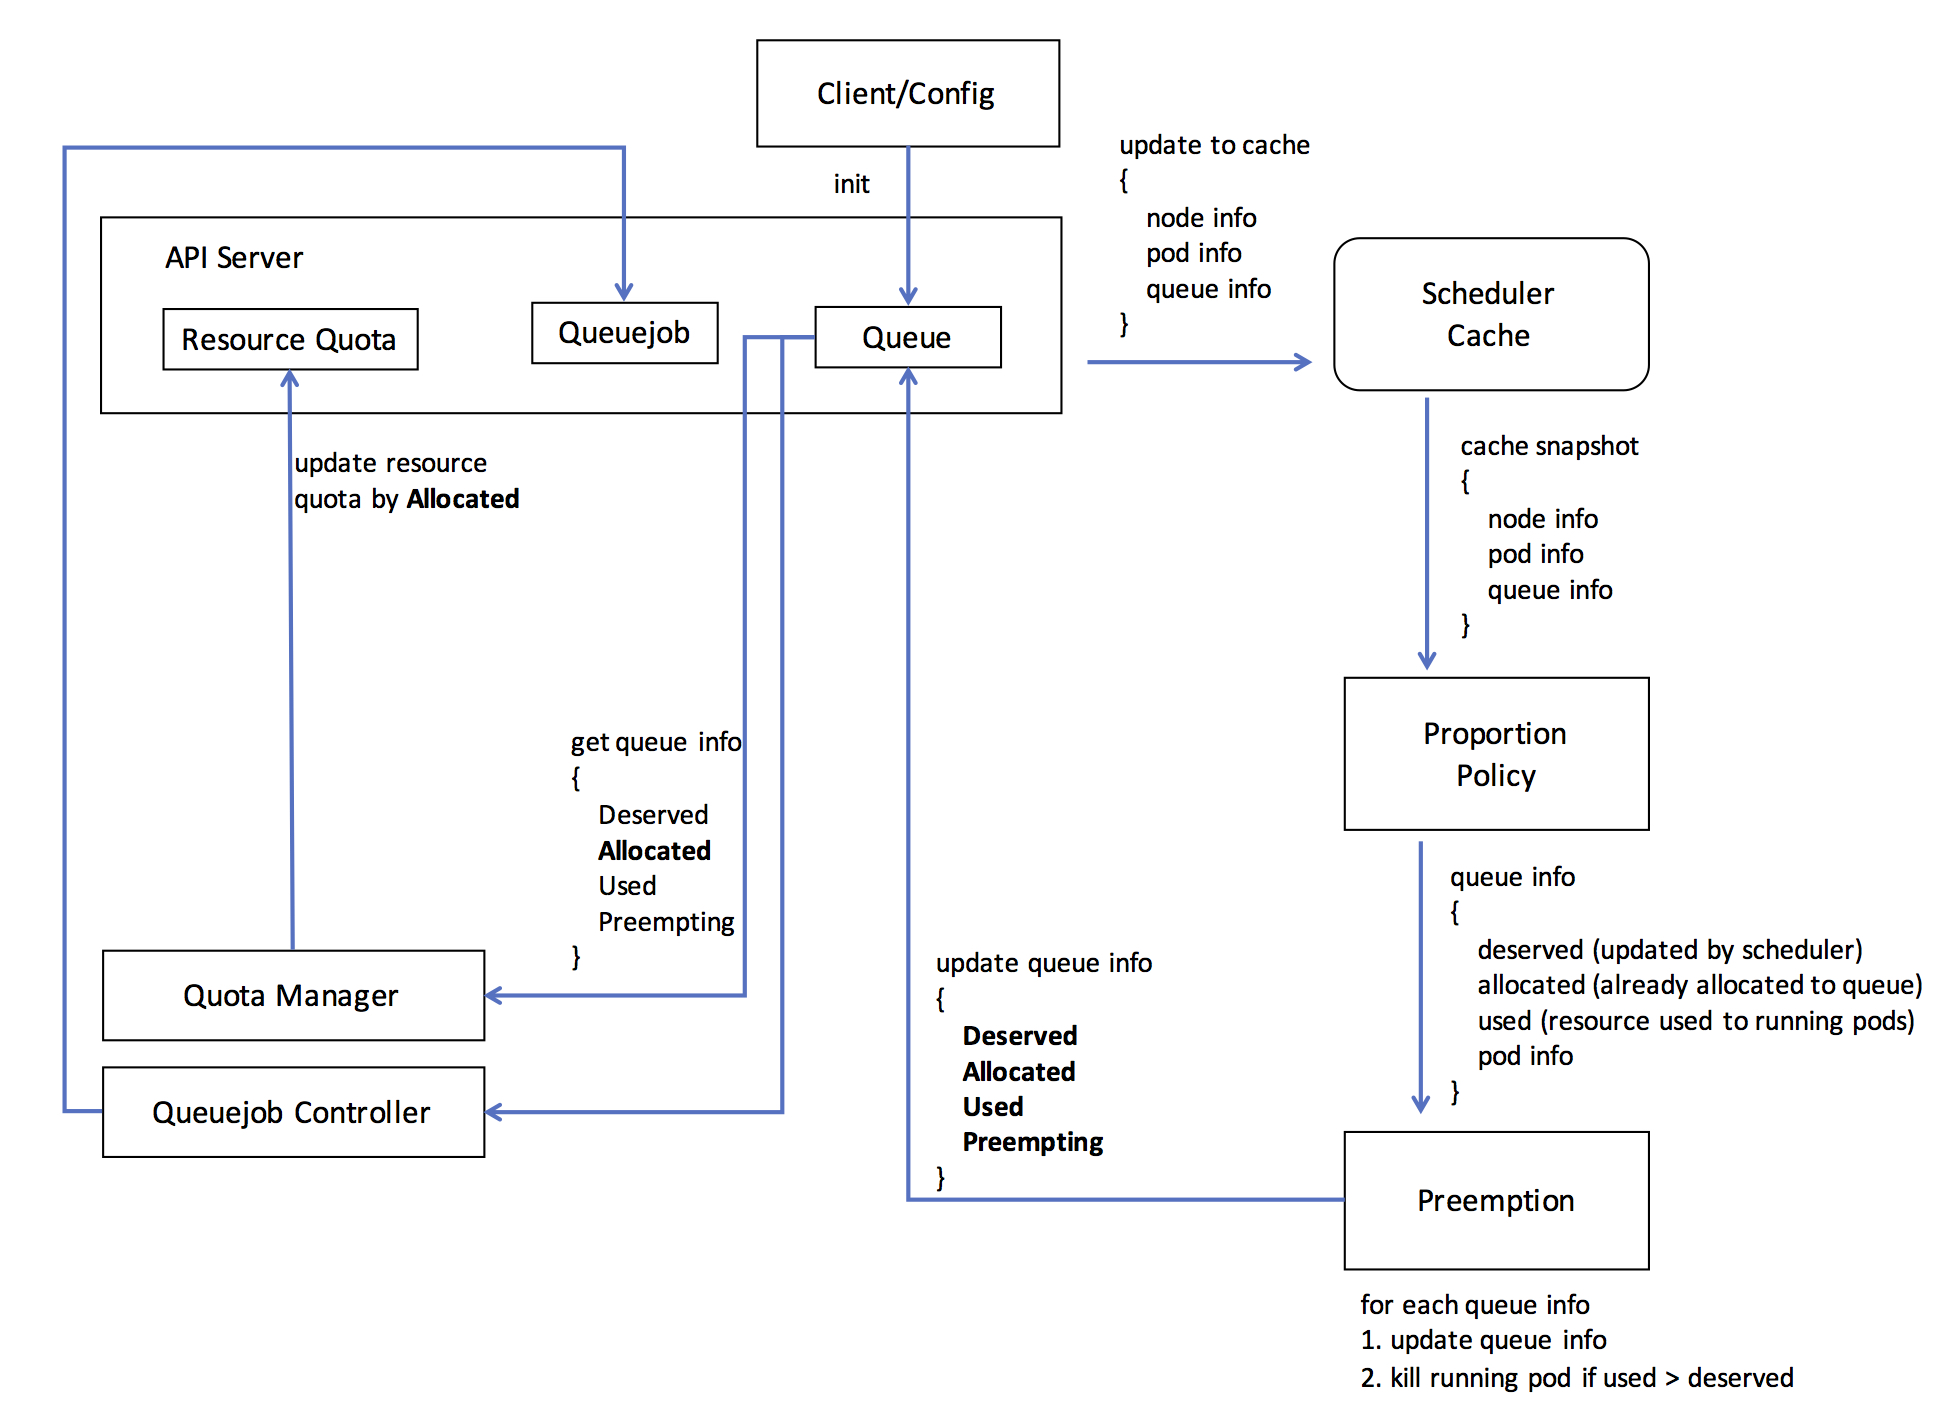 Client/Config
init
API Server
Resource Quota
Queuejob
Queue
update to cache
{
node info
pod info
queue info
}
Scheduler
Cache
cache snapshot
{
node info
pod info
queue info
}
Proportion
Policy
queue info
{
deserved (updated by scheduler)
allocated (already allocated to queue)
used (resource used to running pods)
pod info
}
Preemption
for each queue info
1. update queue info
2. kill running pod if used > deserved
update queue info
{
Deserved
Allocated
Used
Preempting
}
get queue info
{
Deserved
Allocated
Used
Preempting
}
update resource
quota by Allocated
Quota Manager
Queuejob Controller